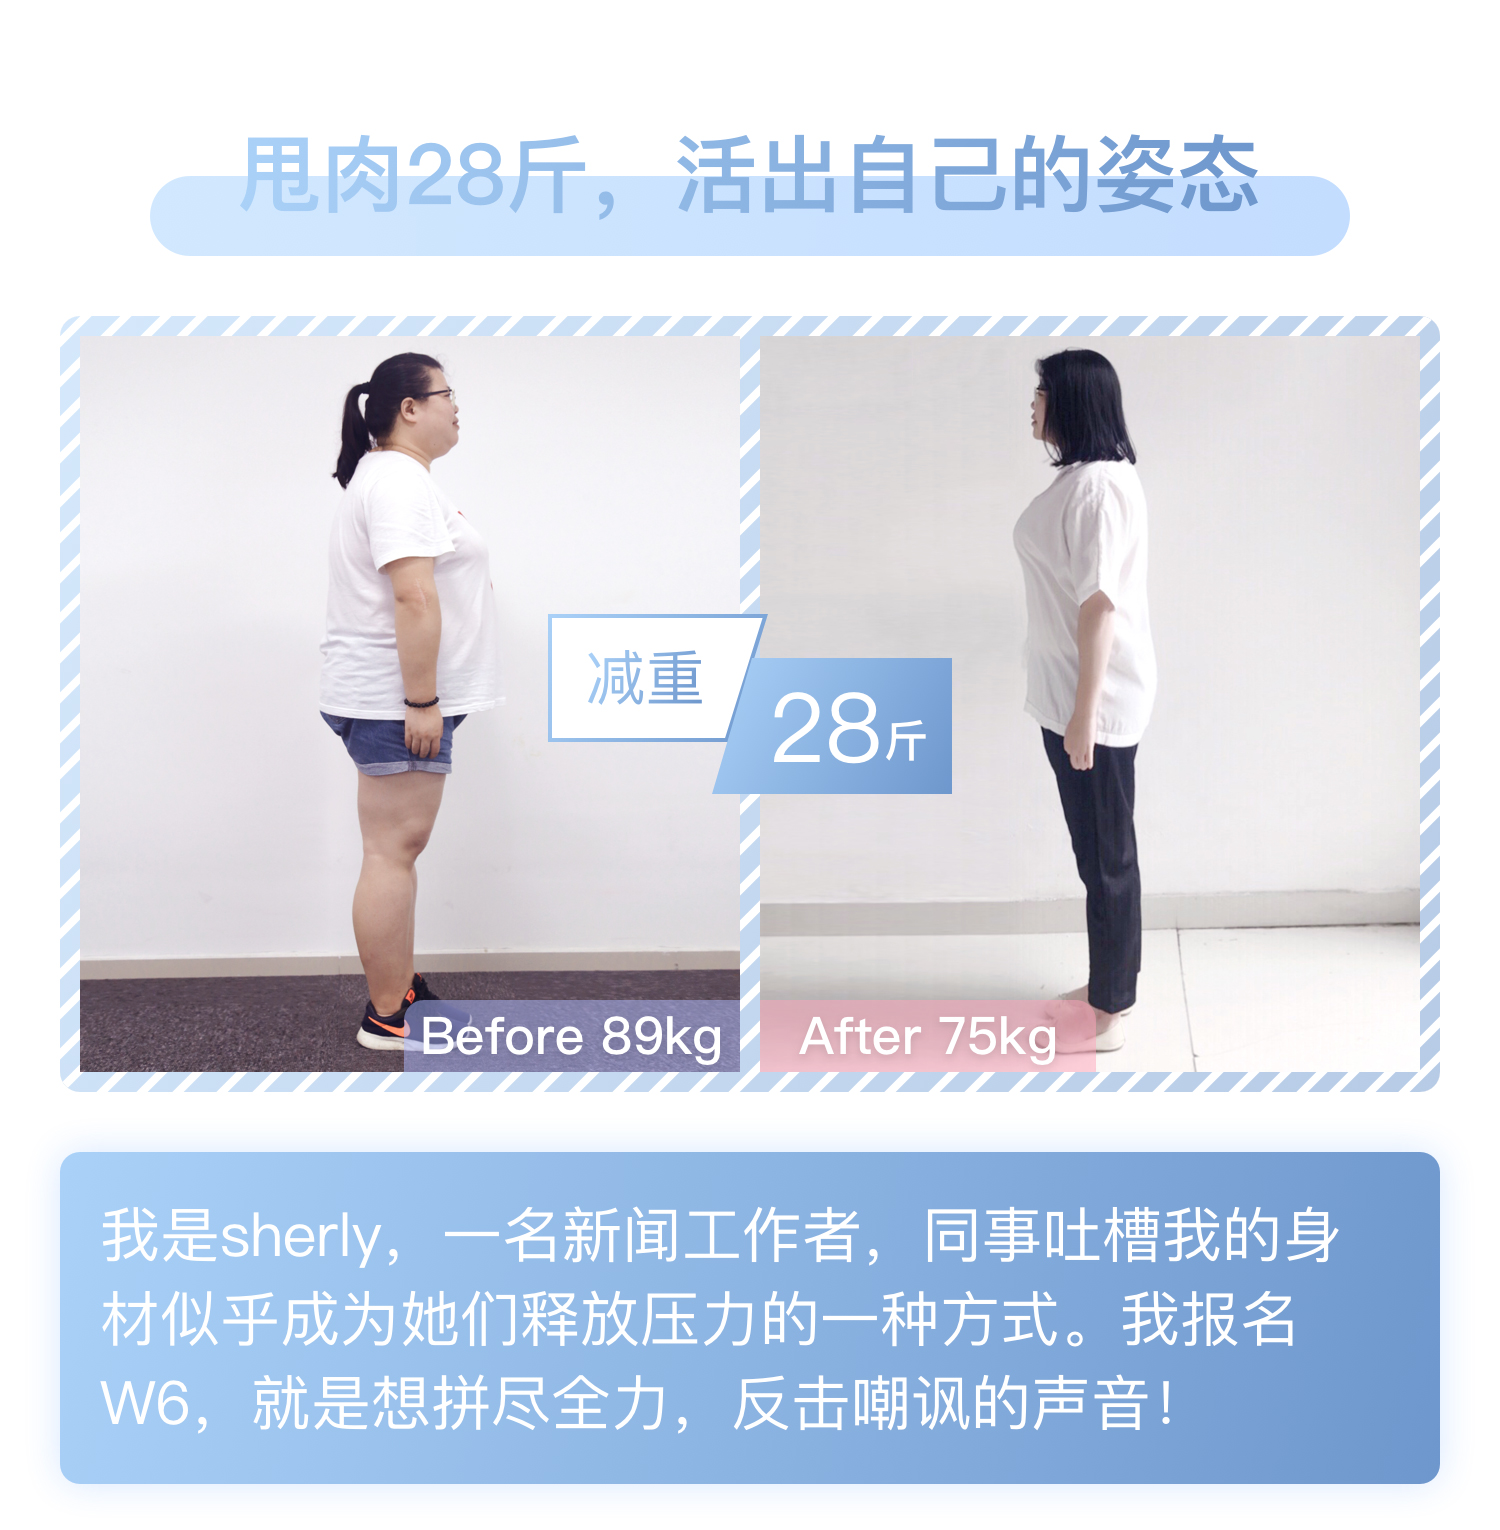 甩肉28斤，活出自己的姿态
减重
28斤
Before 89kg
After 75kg
我是sherly，一名新闻工作者，同事吐槽我的身
材似乎成为她们释放压力的一种方式。我报名
W6，就是想拼尽全力，反击嘲讽的声音！